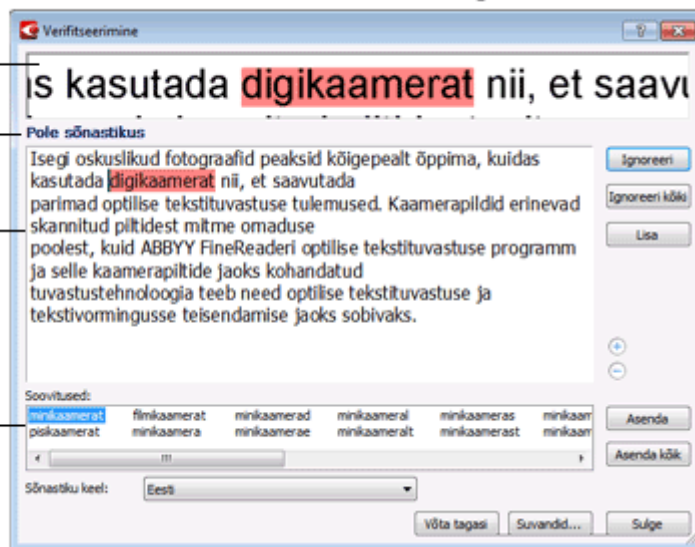 Verifitseerimine
s kasutada digikaamerat nii, et saavu
Pole sõnastikus
Isegi oskuslikud fotograafid peaksid kõigepealt õppima, kuidas
kasutada digikaamerat nii, et saavutada
parimad optilise tekstituvastuse tulemused. Kaamerapildid erinevad
skannitud piltidest mitme omaduse
poolest, kuid ABBYY FineReaderi optilise tekstituvastuse programm
ja selle kaamerapiltide jaoks kohandatud
tuvastustehnoloogia teeb need optilise tekstituvastuse ja
tekstivormingusse teisendamise jaoks sobivaks.
Ignoreeri
Ignoreeri kõiki
Lisa
Soovitused:
minikaamerat filmikaamerat minikaamerad minikaameral minikaameras minikaam
pisikaamerat minikaamera minikaamerae minikaameralt minikaamerast minikaam
Asenda
Asenda kõik
Sõnastiku keel: Eesti
Võta tagasi Suvandid... Sulge